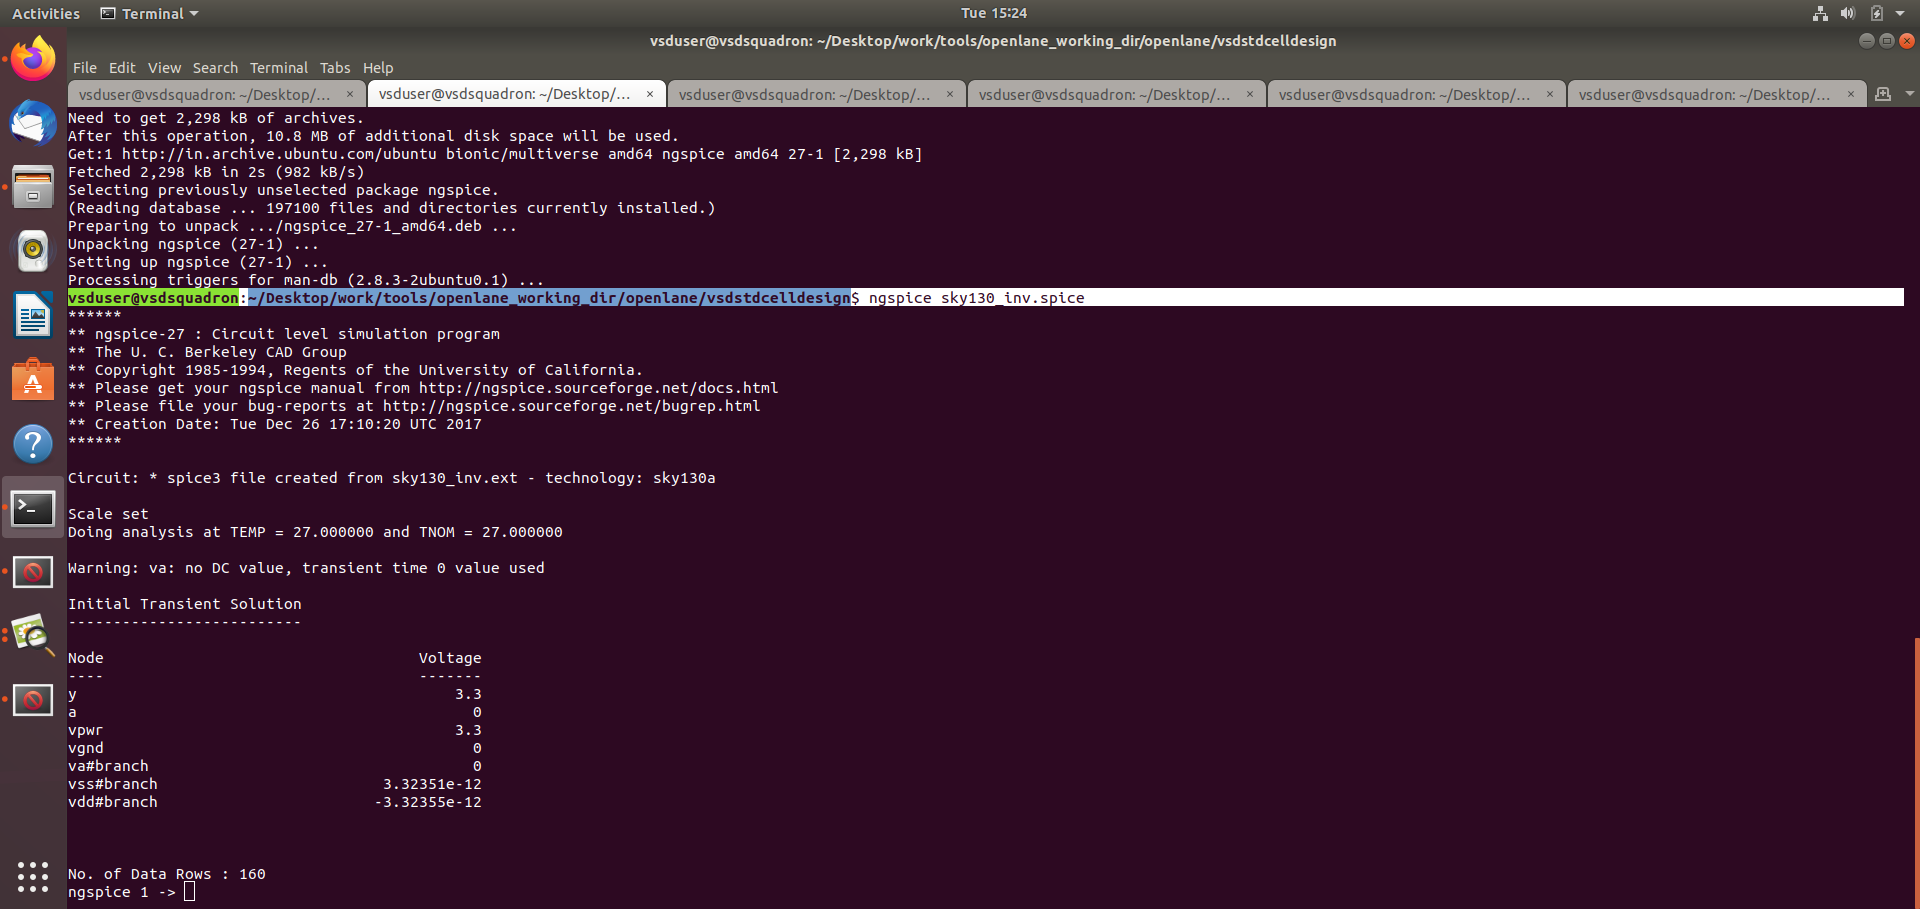 Activities Terminal Tue 15:24
vsduser@vsdsquadron: ~/Desktop/work/tools/openlane_working_dir/openlane/vsdstdcelldesign
File Edit View Search Terminal Tabs Help
vsduser@vsdsquadron: ~/Desktop/... × vsduser@vsdsquadron: ~/Desktop/... × vsduser@vsdsquadron: ~/Desktop/... × vsduser@vsdsquadron: ~/Desktop/... × vsduser@vsdsquadron: ~/Desktop/... × vsduser@vsdsquadron: ~/Desktop/... ×
Need to get 2,298 kB of archives.
After this operation, 10.8 MB of additional disk space will be used.
Get:1 http://in.archive.ubuntu.com/ubuntu bionic/multiverse amd64 ngspice amd64 27-1 [2,298 kB]
Fetched 2,298 kB in 2s (982 kB/s)
Selecting previously unselected package ngspice.
(Reading database ... 197100 files and directories currently installed.)
Preparing to unpack .../ngspice_27-1_amd64.deb ...
Unpacking ngspice (27-1) ...
Setting up ngspice (27-1) ...
Processing triggers for man-db (2.8.3-2ubuntu0.1) ...
vsduser@vsdsquadron:~/Desktop/work/tools/openlane_working_dir/openlane/vsdstdcelldesign$ ngspice sky130_inv.spice
******
** ngspice-27 : Circuit level simulation program
** The U. C. Berkeley CAD Group
** Copyright 1985-1994, Regents of the University of California.
** Please get your ngspice manual from http://ngspice.sourceforge.net/docs.html
** Please file your bug-reports at http://ngspice.sourceforge.net/bugrep.html
** Creation Date: Tue Dec 26 17:10:20 UTC 2017
******
Circuit: * spice3 file created from sky130_inv.ext - technology: sky130a
Scale set
Doing analysis at TEMP = 27.000000 and TNOM = 27.000000
Warning: va: no DC value, transient time 0 value used
Initial Transient Solution
--------------------------
Node Voltage
---- -------
y 3.3
a 0
vpwr 3.3
vgnd 0
va#branch 0
vss#branch 3.32351e-12
vdd#branch -3.32355e-12
No. of Data Rows : 160
ngspice 1 ->